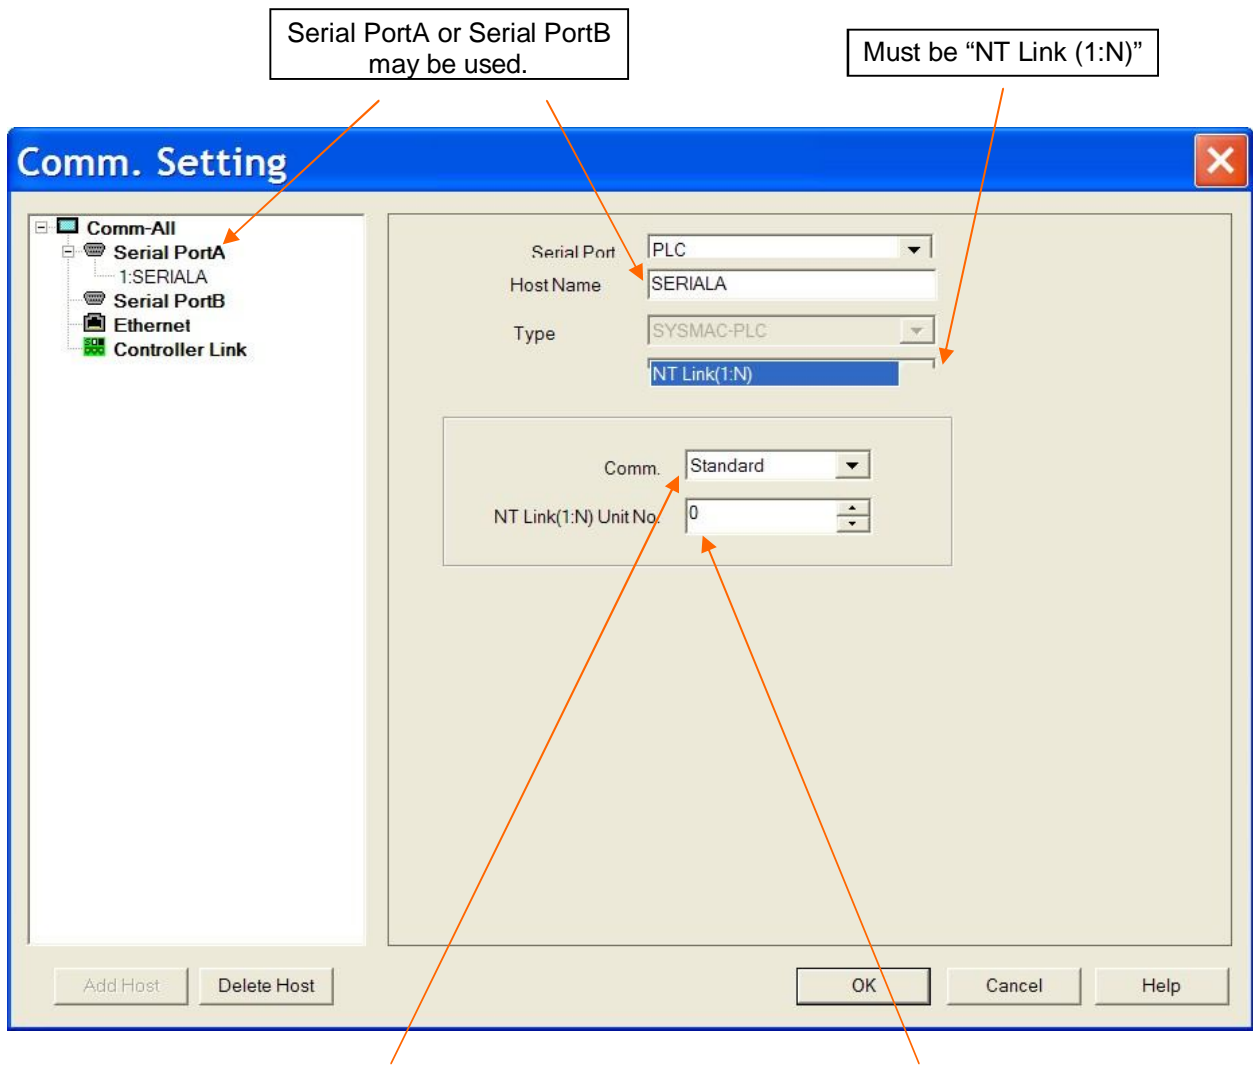 Serial PortA or Serial PortB
may be used.
Must be “NT Link (1:N)”
Comm. Setting
Comm-All
Serial PortA
1:SERIALA
Serial PortB
Ethernet
Controller Link
Serial Port
PLC
Host Name
SERIALA
Type
SYSMAC-PLC
NT Link(1:N)
Comm.
Standard
NT Link(1:N) Unit No.
0
Add Host
Delete Host
OK
Cancel
Help